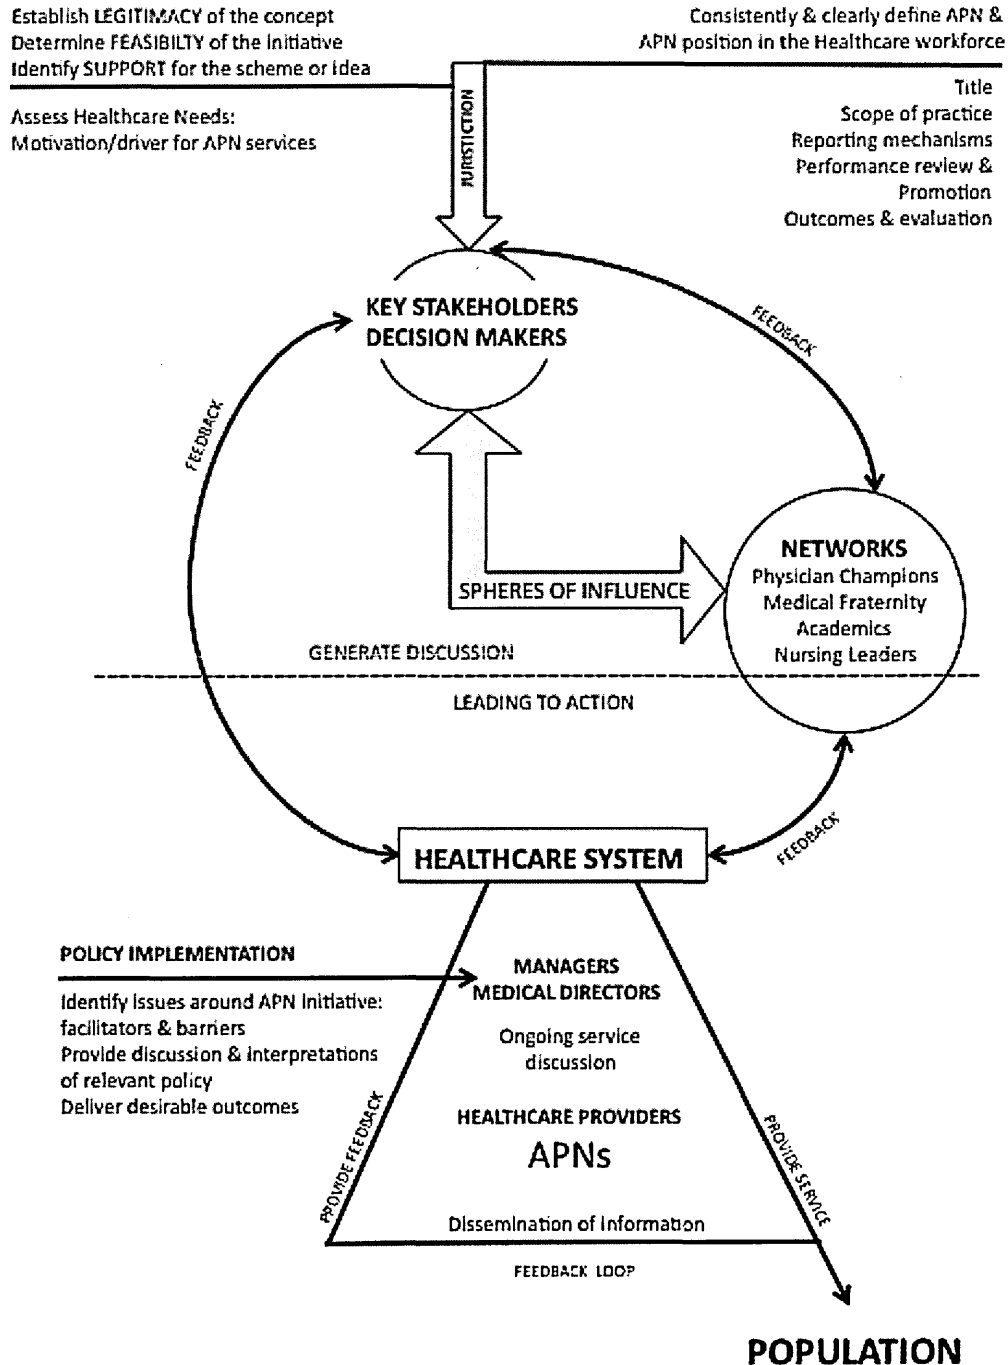 Establish LEGITIMACY of the concept
Determine FEASIBILTY of the initiative
Identify SUPPORT for the scheme or idea
Assess Healthcare Needs:
Motivation/driver for APN services
Consistently & clearly define APN &
APN position in the Healthcare workforce
Title
Scope of practice
Reporting mechanisms
Performance review &
Promotion
Outcomes & evaluation
JURISTICTION
KEY STAKEHOLDERS
DECISION MAKERS
FEEDBACK
FEEDBACK
NETWORKS
Physician Champions
Medical Fraternity
Academics
Nursing Leaders
SPHERES OF INFLUENCE
GENERATE DISCUSSION
LEADING TO ACTION
FEEDBACK
HEALTHCARE SYSTEM
POLICY IMPLEMENTATION
Identify issues around APN initiative:
facilitators & barriers
Provide discussion & interpretations
of relevant policy
Deliver desirable outcomes
MANAGERS
MEDICAL DIRECTORS
Ongoing service
discussion
HEALTHCARE PROVIDERS
APNs
PROVIDE FEEDBACK
PROVIDE SERVICE
Dissemination of information
FEEDBACK LOOP
POPULATION